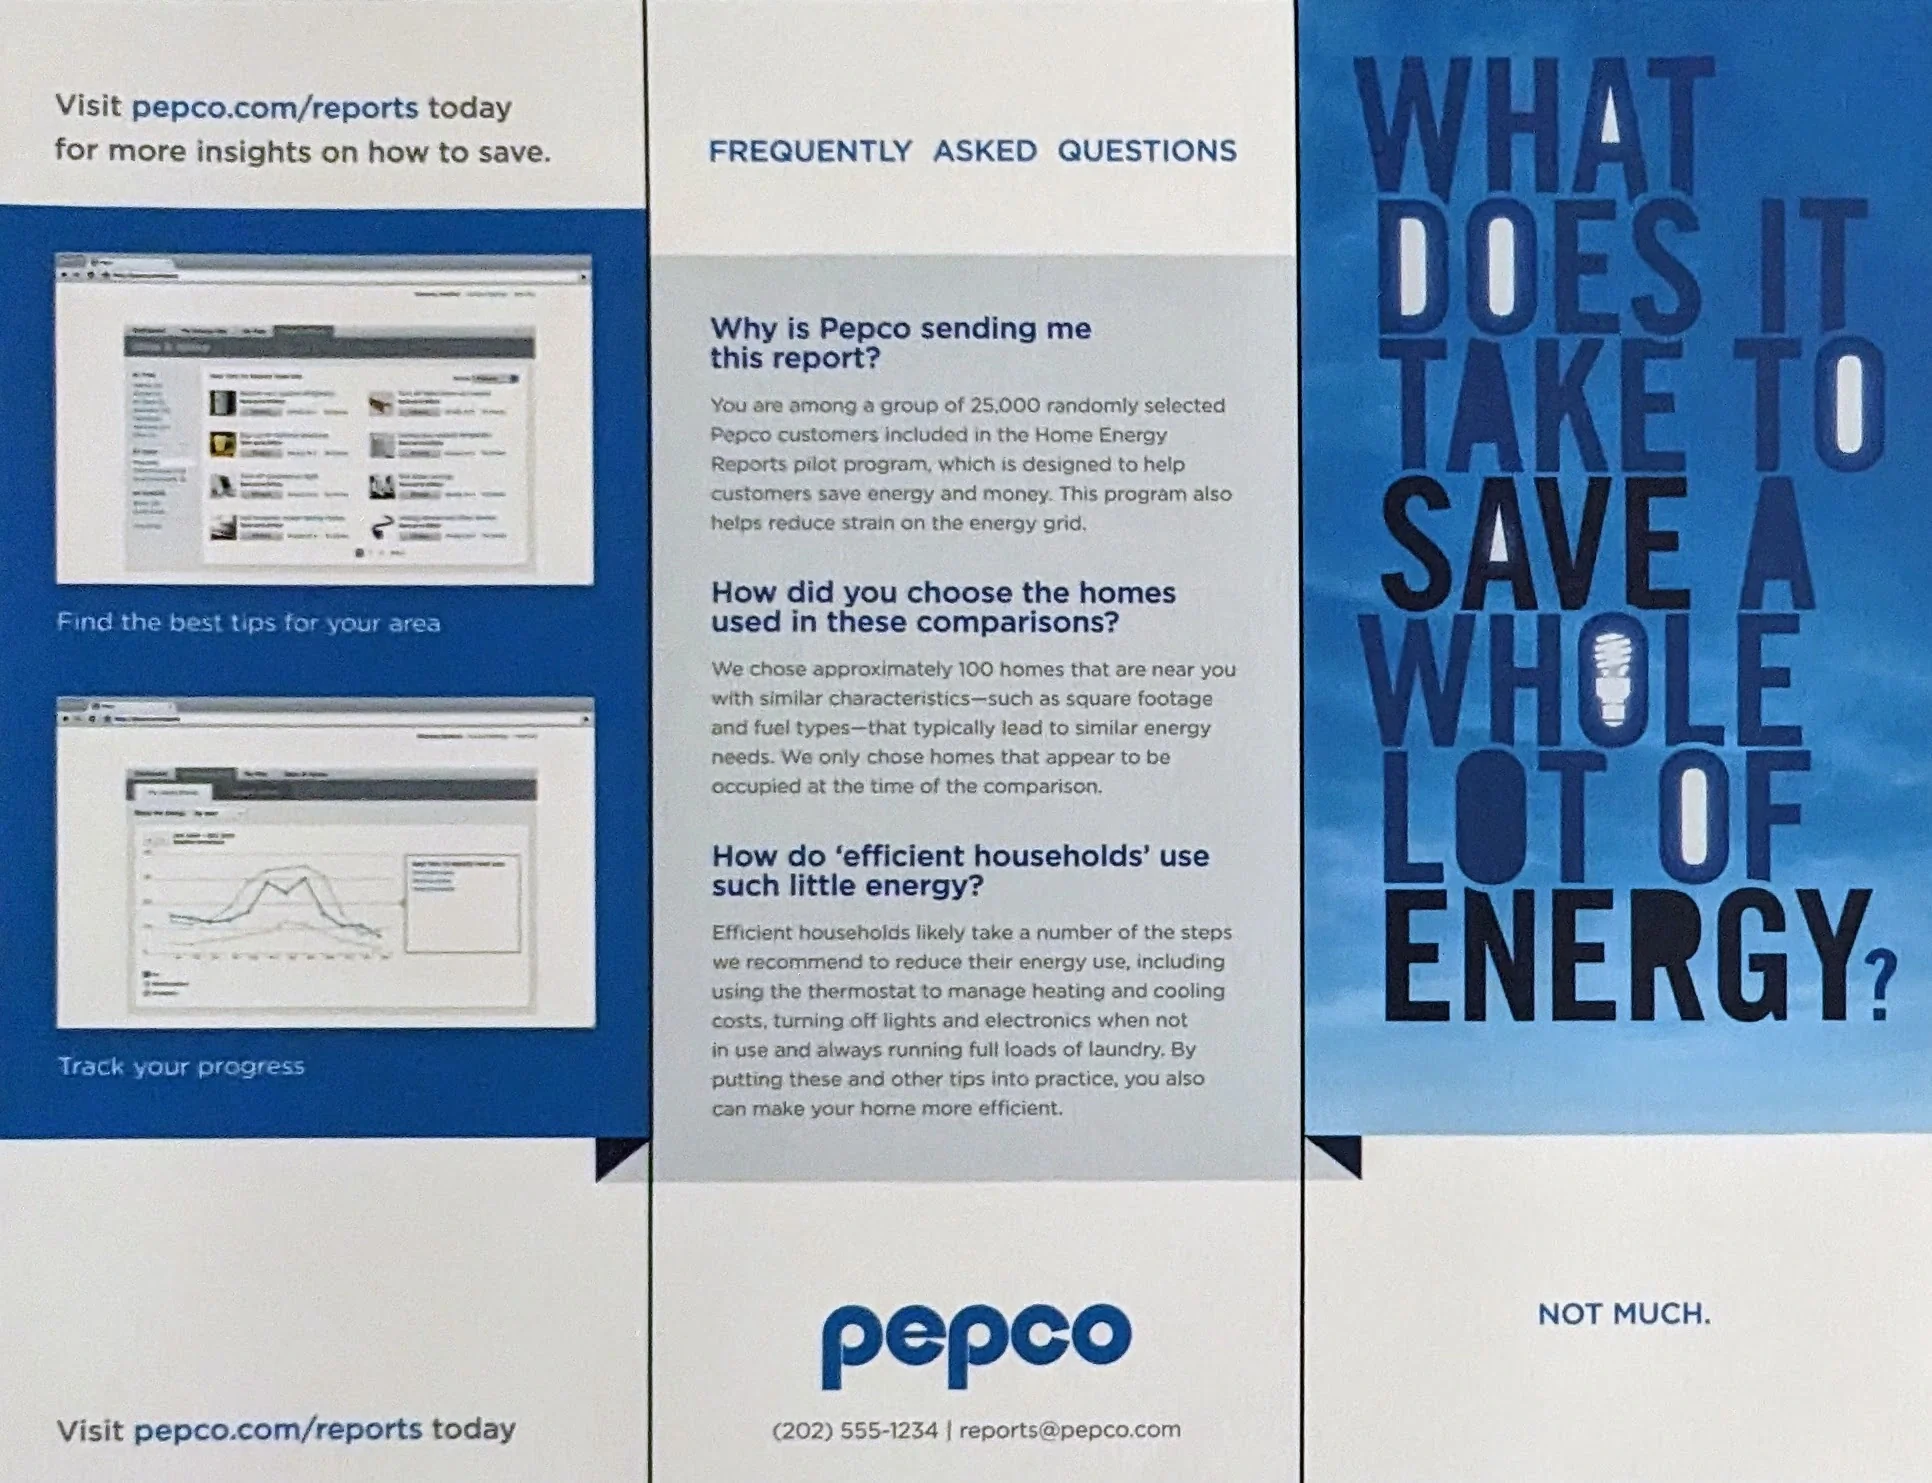 Visit pepco.com/reports today
for more insights on how to save.
Find the best tips for your area
Track your progress
Visit pepco.com/reports today
FREQUENTLY ASKED QUESTIONS
Why is Pepco sending me
this report?
You are among a group of 25,000 randomly selected
Pepco customers included in the Home Energy
Reports pilot program, which is designed to help
customers save energy and money. This program also
helps reduce strain on the energy grid.
How did you choose the homes
used in these comparisons?
We chose approximately 100 homes that are near you
with similar characteristics—such as square footage
and fuel types—that typically lead to similar energy
needs. We only chose homes that appear to be
occupied at the time of the comparison.
How do ‘efficient households’ use
such little energy?
Efficient households likely take a number of the steps
we recommend to reduce their energy use, including
using the thermostat to manage heating and cooling
costs, turning off lights and electronics when not
in use and always running full loads of laundry. By
putting these and other tips into practice, you also
can make your home more efficient.
pepco
(202) 555-1234 | reports@pepco.com
WHAT
DOES IT
TAKE TO
SAVE A
WHOLE
LOT OF
ENERGY?
NOT MUCH.